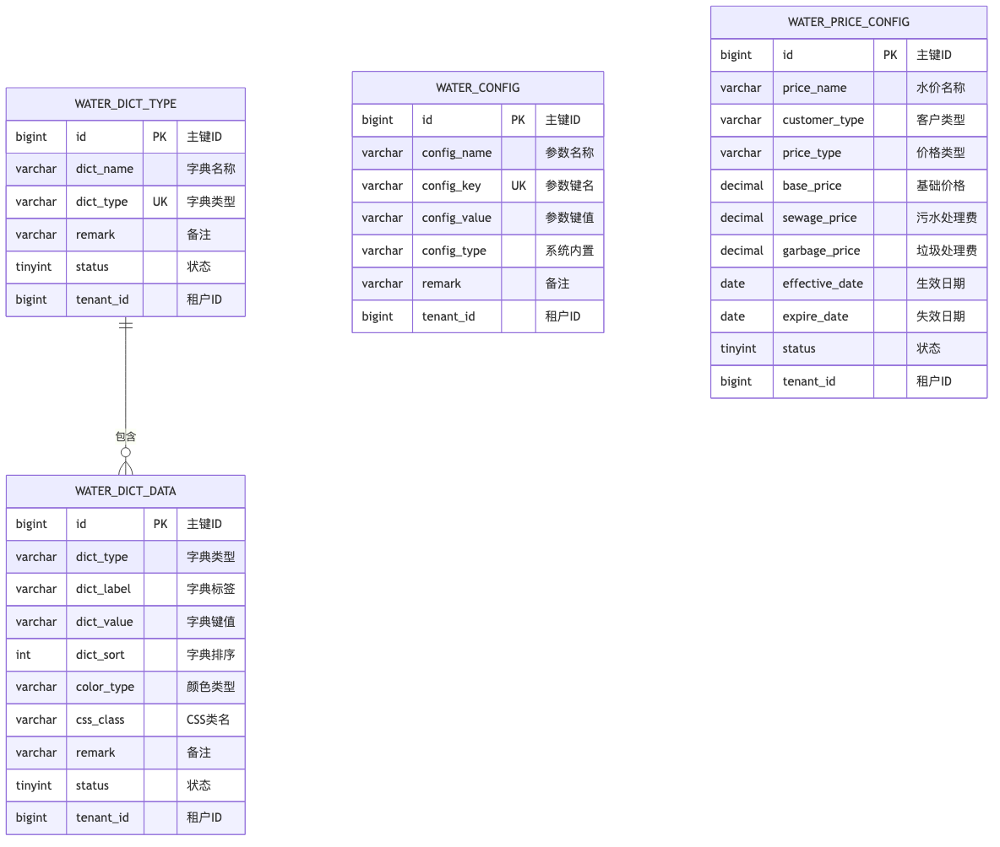 WATER_DICT_TYPE
bigint id PK 主键ID
varchar dict_name 字典名称
varchar dict_type UK 字典类型
varchar remark 备注
tinyint status 状态
bigint tenant_id 租户ID
包含
WATER_DICT_DATA
bigint id PK 主键ID
varchar dict_type 字典类型
varchar dict_label 字典标签
varchar dict_value 字典键值
int dict_sort 字典排序
varchar color_type 颜色类型
varchar css_class CSS类名
varchar remark 备注
tinyint status 状态
bigint tenant_id 租户ID
WATER_CONFIG
bigint id PK 主键ID
varchar config_name 参数名称
varchar config_key UK 参数键名
varchar config_value 参数键值
varchar config_type 系统内置
varchar remark 备注
bigint tenant_id 租户ID
WATER_PRICE_CONFIG
bigint id PK 主键ID
varchar price_name 水价名称
varchar customer_type 客户类型
varchar price_type 价格类型
decimal base_price 基础价格
decimal sewage_price 污水处理费
decimal garbage_price 垃圾处理费
date effective_date 生效日期
date expire_date 失效日期
tinyint status 状态
bigint tenant_id 租户ID